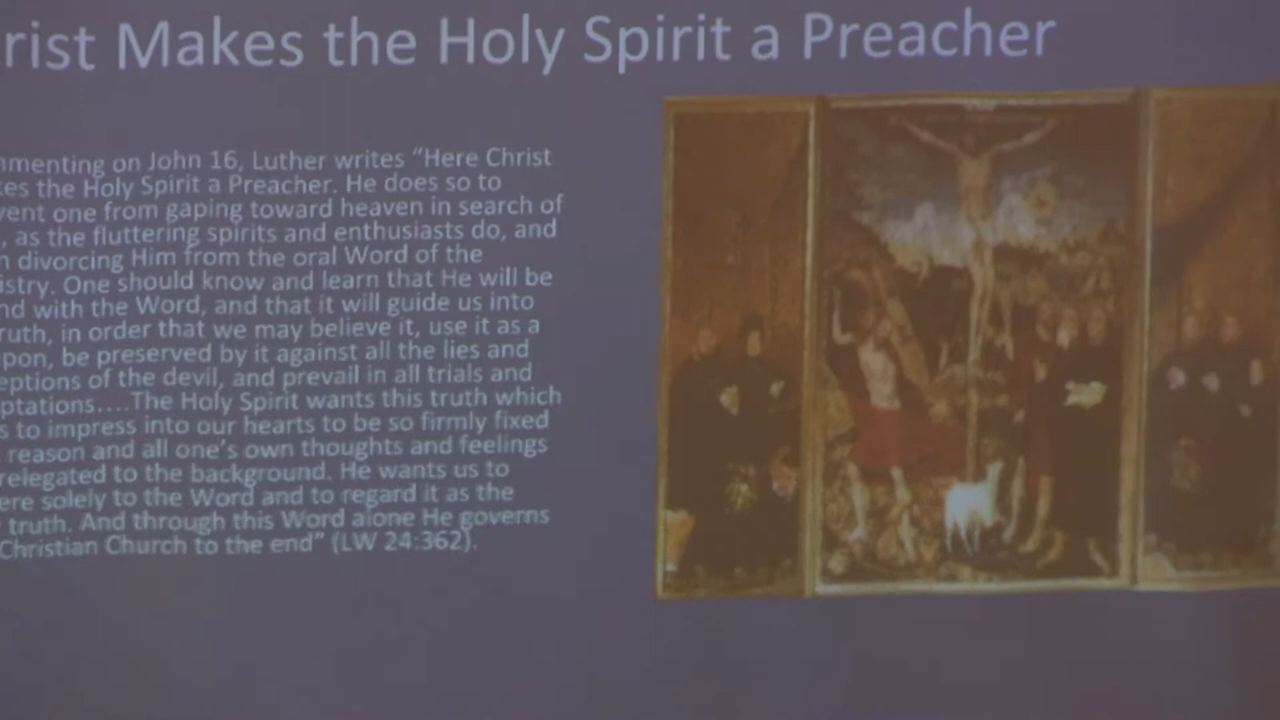 rist Makes the Holy Spirit a Preacher
mmenting on John 16, Luther writes “Here Christ
kes the Holy Spirit a Preacher. He does so to
vent one from gaping toward heaven in search of
, as the fluttering spirits and enthusiasts do, and
m divorcing Him from the oral Word of the
istry. One should know and learn that He will be
nd with the Word, and that it will guide us into
ruth, in order that we may believe it, use it as a
pon, be preserved by it against all the lies and
eptions of the devil, and prevail in all trials and
ptations….The Holy Spirit wants this truth which
s to impress into our hearts to be so firmly fixed
reason and all one’s own thoughts and feelings
relegated to the background. He wants us to
ere solely to the Word and to regard it as the
truth. And through this Word alone He governs
Christian Church to the end” (LW 24:362).